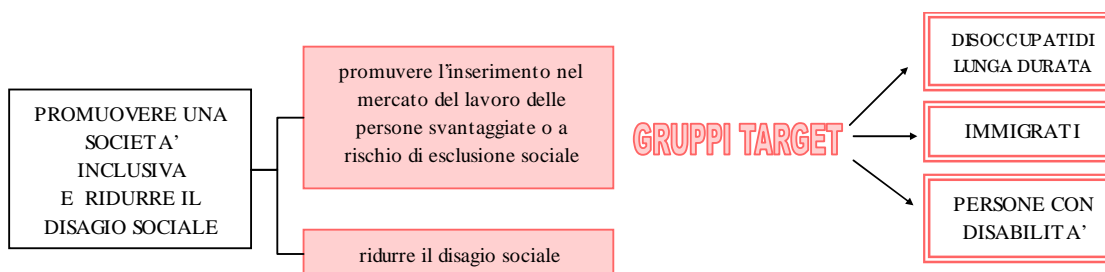 PROMUOVERE UNA
SOCIETA’
INCLUSIVA
E RIDURRE IL
DISAGIO SOCIALE
promuvere l’inserimento nel
mercato del lavoro delle
persone svantaggiate o a
rischio di esclusione sociale
ridurre il disagio sociale
GRUPPI TARGET
DISOCCUPATIDI
LUNGA DURATA
IMMIGRATI
PERSONE CON
DISABILITA’